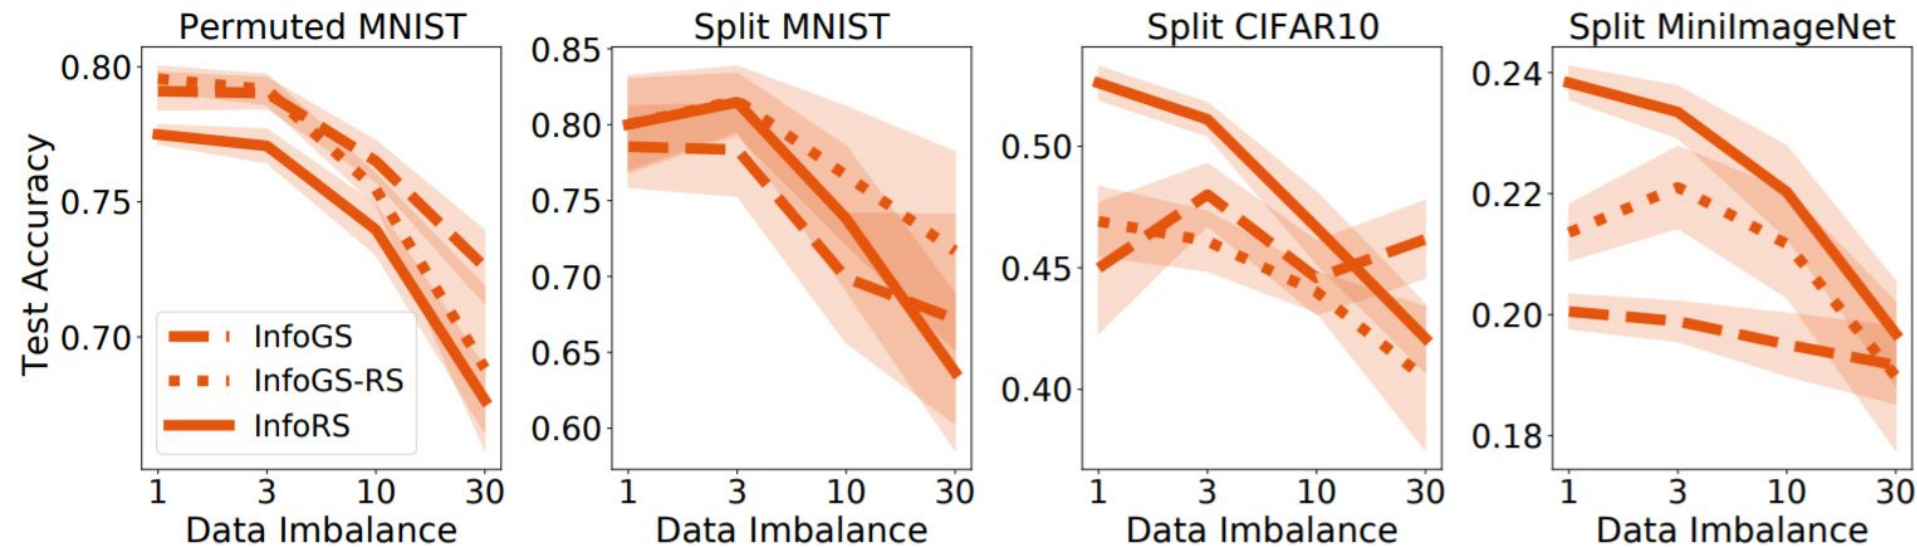 Permuted MNIST
Split MNIST
Split CIFAR10
Split MiniImageNet
Test Accuracy
0.80
0.75
0.70
InfoGS
InfoGS-RS
InfoRS
1 3 10 30
Data Imbalance
0.85
0.80
0.75
0.70
0.65
0.60
1 3 10 30
Data Imbalance
0.50
0.45
0.40
1 3 10 30
Data Imbalance
0.24
0.22
0.20
0.18
1 3 10 30
Data Imbalance